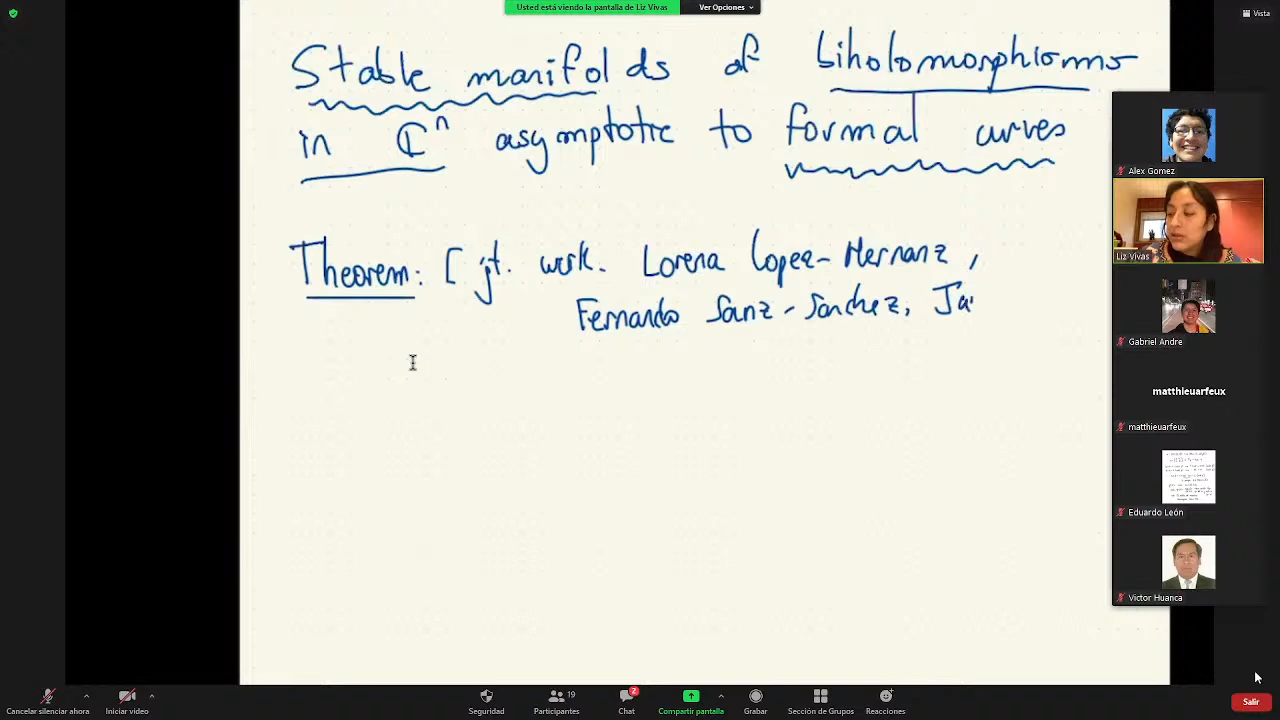 Usted está viendo la pantalla de Liz Vivas
Ver Opciones
Vista
Stable manifolds of biholomorphisms
in ℂⁿ asymptotic to formal curves
Theorem: [ jt. work. Lorena Lopez-Hernanz,
Fernando Sanz-Sanchez, Ja
Alex Gomez
Liz Vivas
Gabriel Andre
matthieuarfeux
matthieuarfeux
Eduardo León
Victor Huanca
Cancelar silenciar ahora
Iniciar video
Seguridad
19
Participantes
2
Chat
Compartir pantalla
Grabar
Sección de Grupos
Reacciones
Salir